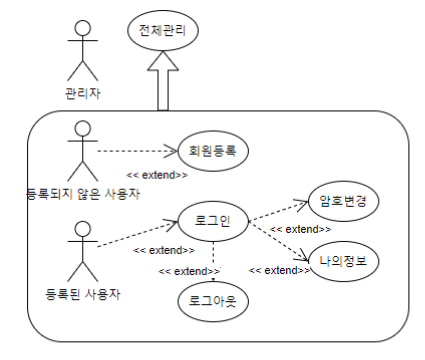 전체관리
관리자
회원등록
<< extend>>
등록되지 않은 사용자
암호변경
로그인
<< extend>>
<< extend>>
나의정보
<< extend>>
<< extend>>
등록된 사용자
로그아웃